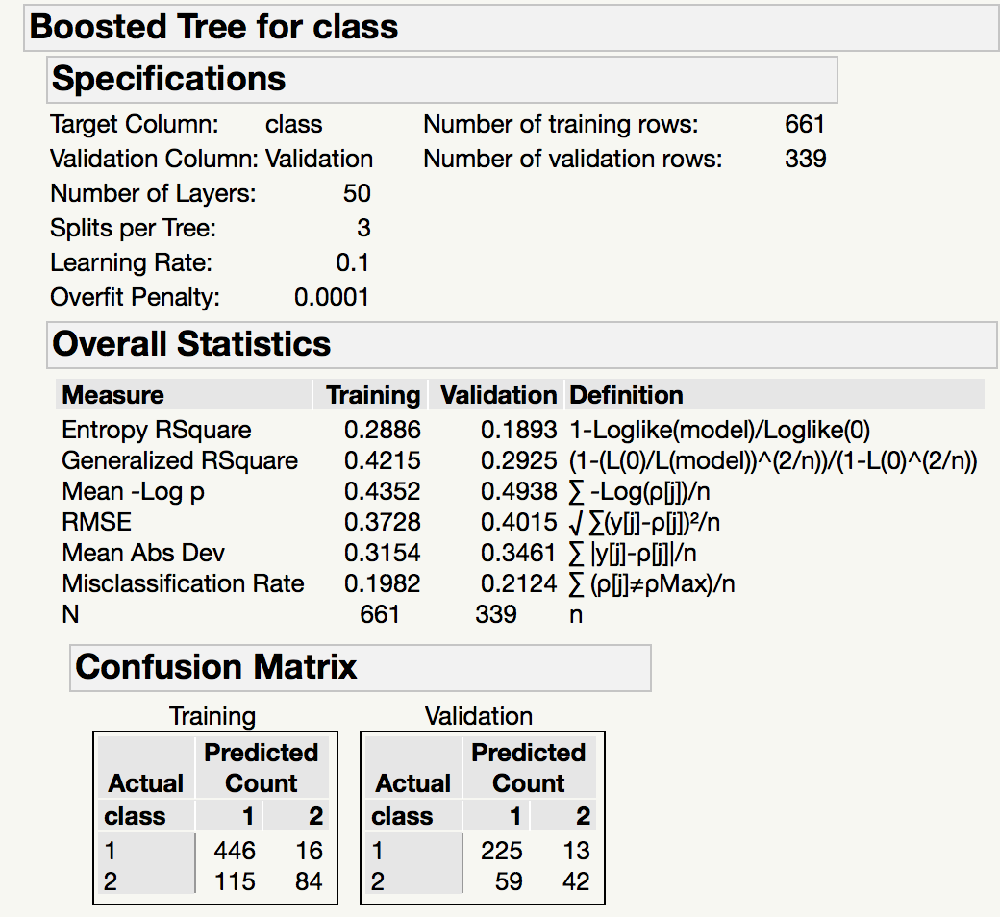 Boosted Tree for class
Specifications
Target Column: class Number of training rows: 661
Validation Column: Validation Number of validation rows: 339
Number of Layers: 50
Splits per Tree: 3
Learning Rate: 0.1
Overfit Penalty: 0.0001
Overall Statistics
Measure Training Validation Definition
Entropy RSquare 0.2886 0.1893 1-Loglike(model)/Loglike(0)
Generalized RSquare 0.4215 0.2925 (1-(L(0)/L(model))^(2/n))/(1-L(0)^(2/n))
Mean -Log p 0.4352 0.4938 ∑ -Log(ρ[j])/n
RMSE 0.3728 0.4015 √ ∑(y[j]-ρ[j])²/n
Mean Abs Dev 0.3154 0.3461 ∑ |y[j]-ρ[j]|/n
Misclassification Rate 0.1982 0.2124 ∑ (ρ[j]≠ρMax)/n
N 661 339 n
Confusion Matrix
Training Validation
Predicted Predicted
Actual Count Actual Count
class 1 2 class 1 2
1 446 16 1 225 13
2 115 84 2 59 42